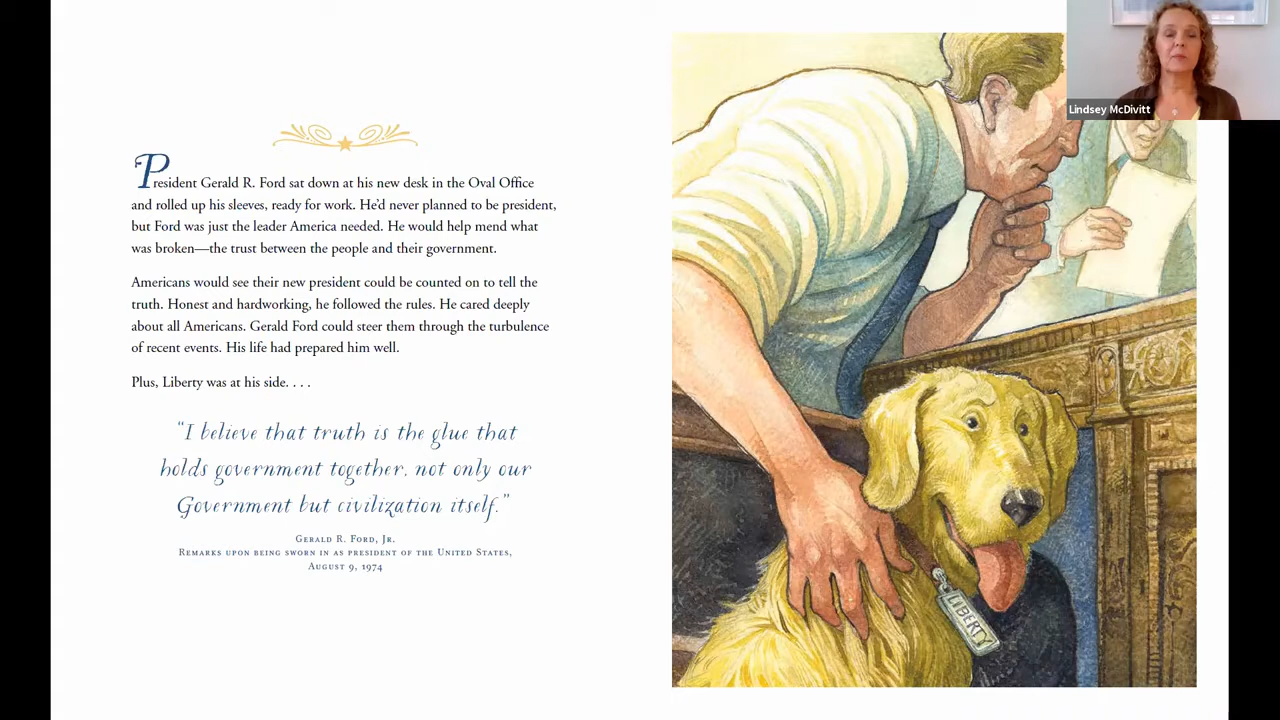 President Gerald R. Ford sat down at his new desk in the Oval Office
and rolled up his sleeves, ready for work. He'd never planned to be president,
but Ford was just the leader America needed. He would help mend what
was broken—the trust between the people and their government.
Americans would see their new president could be counted on to tell the
truth. Honest and hardworking, he followed the rules. He cared deeply
about all Americans. Gerald Ford could steer them through the turbulence
of recent events. His life had prepared him well.
Plus, Liberty was at his side. . . .
"I believe that truth is the glue that
holds government together, not only our
Government but civilization itself."
Gerald R. Ford, Jr.
Remarks upon being sworn in as president of the United States,
August 9, 1974
Lindsey McDivitt
LIBERTY